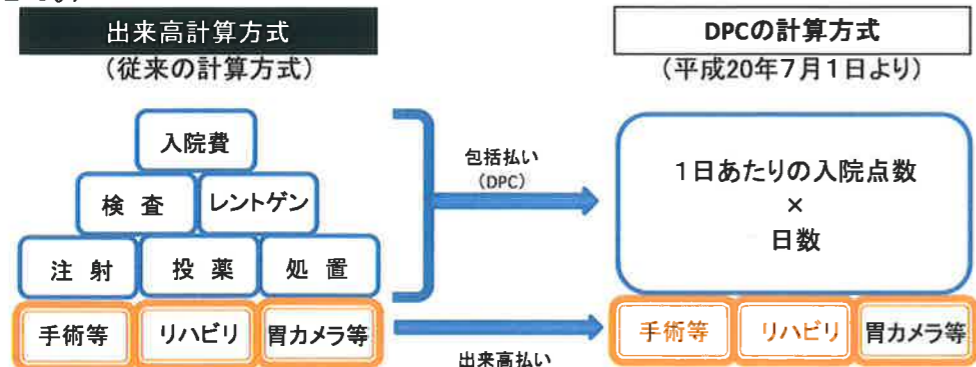 出来高計算方式
(従来の計算方式)
入院費
検 査
レントゲン
注 射
投 薬
処 置
手術等
リハビリ
胃カメラ等
包括払い
(DPC)
出来高払い
DPCの計算方式
(平成20年7月1日より)
1日あたりの入院点数
×
日数
手術等
リハビリ
胃カメラ等